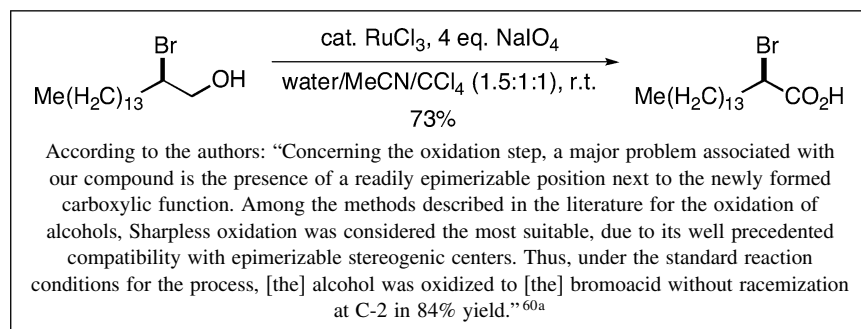 Br
OH
Me(H₂C)₁₃
cat. RuCl₃, 4 eq. NaIO₄
water/MeCN/CCl₄ (1.5:1:1), r.t.
73%
Br
Me(H₂C)₁₃
CO₂H
According to the authors: “Concerning the oxidation step, a major problem associated with
our compound is the presence of a readily epimerizable position next to the newly formed
carboxylic function. Among the methods described in the literature for the oxidation of
alcohols, Sharpless oxidation was considered the most suitable, due to its well precedented
compatibility with epimerizable stereogenic centers. Thus, under the standard reaction
conditions for the process, [the] alcohol was oxidized to [the] bromoacid without racemization
at C-2 in 84% yield.” ⁶⁰ᵃ